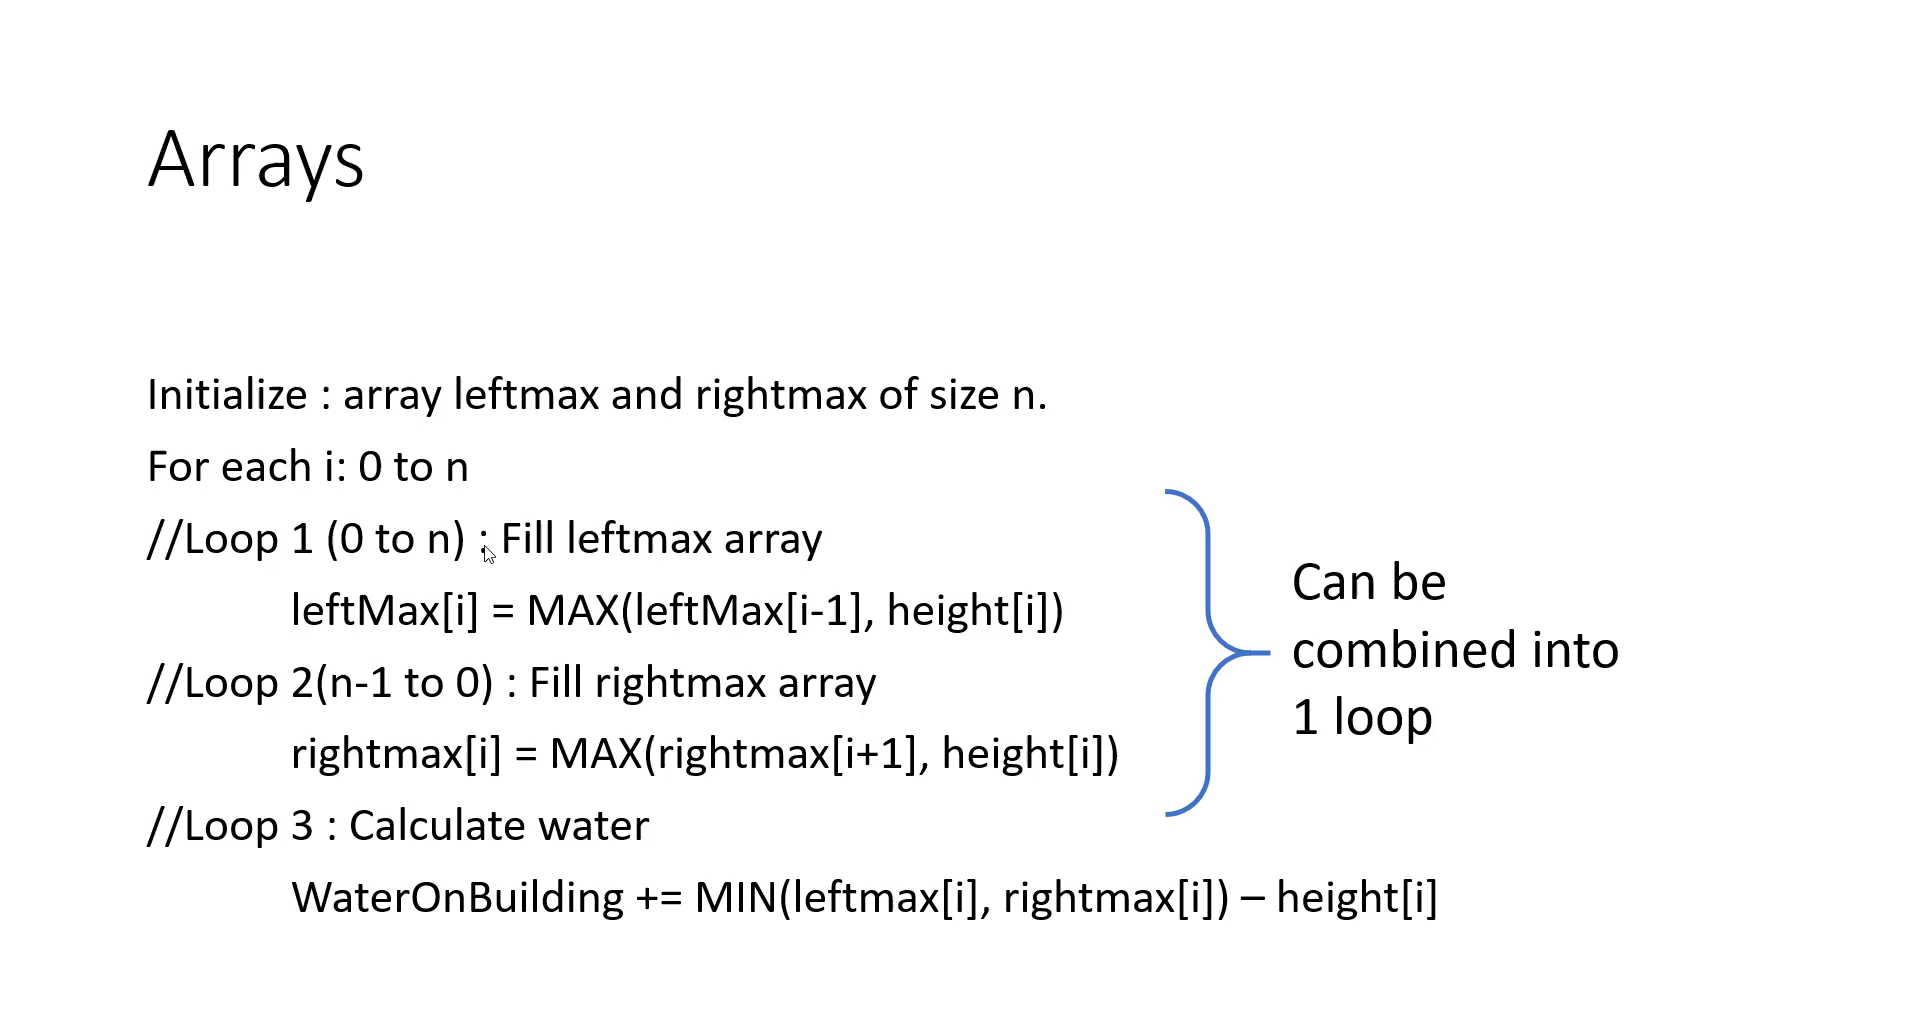 Arrays
Initialize : array leftmax and rightmax of size n.
For each i: 0 to n
//Loop 1 (0 to n) : Fill leftmax array
leftMax[i] = MAX(leftMax[i-1], height[i])
//Loop 2(n-1 to 0) : Fill rightmax array
rightmax[i] = MAX(rightmax[i+1], height[i])
//Loop 3 : Calculate water
WaterOnBuilding += MIN(leftmax[i], rightmax[i]) – height[i]
Can be
combined into
1 loop